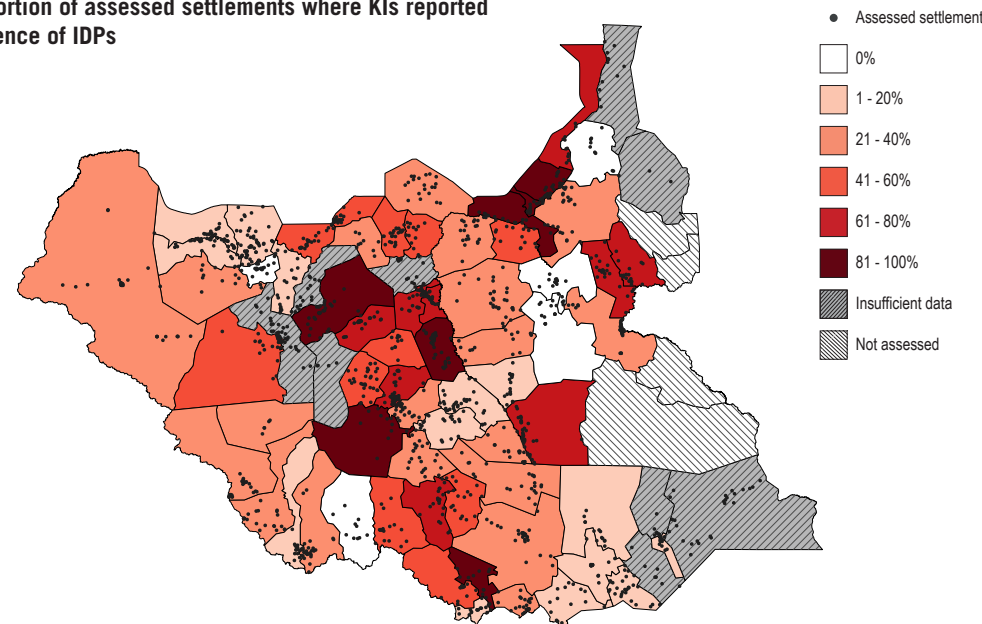 ortion of assessed settlements where KIs reported
ence of IDPs
Assessed settlement
0%
1 - 20%
21 - 40%
41 - 60%
61 - 80%
81 - 100%
Insufficient data
Not assessed